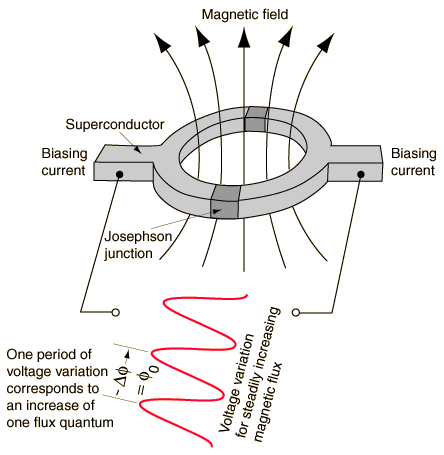 Magnetic field
Superconductor
Biasing
current
Biasing
current
Josephson
junction
One period of
voltage variation
corresponds to
an increase of
one flux quantum
-Δϕ
= ϕ0
Voltage variation
for steadily increasing
magnetic flux